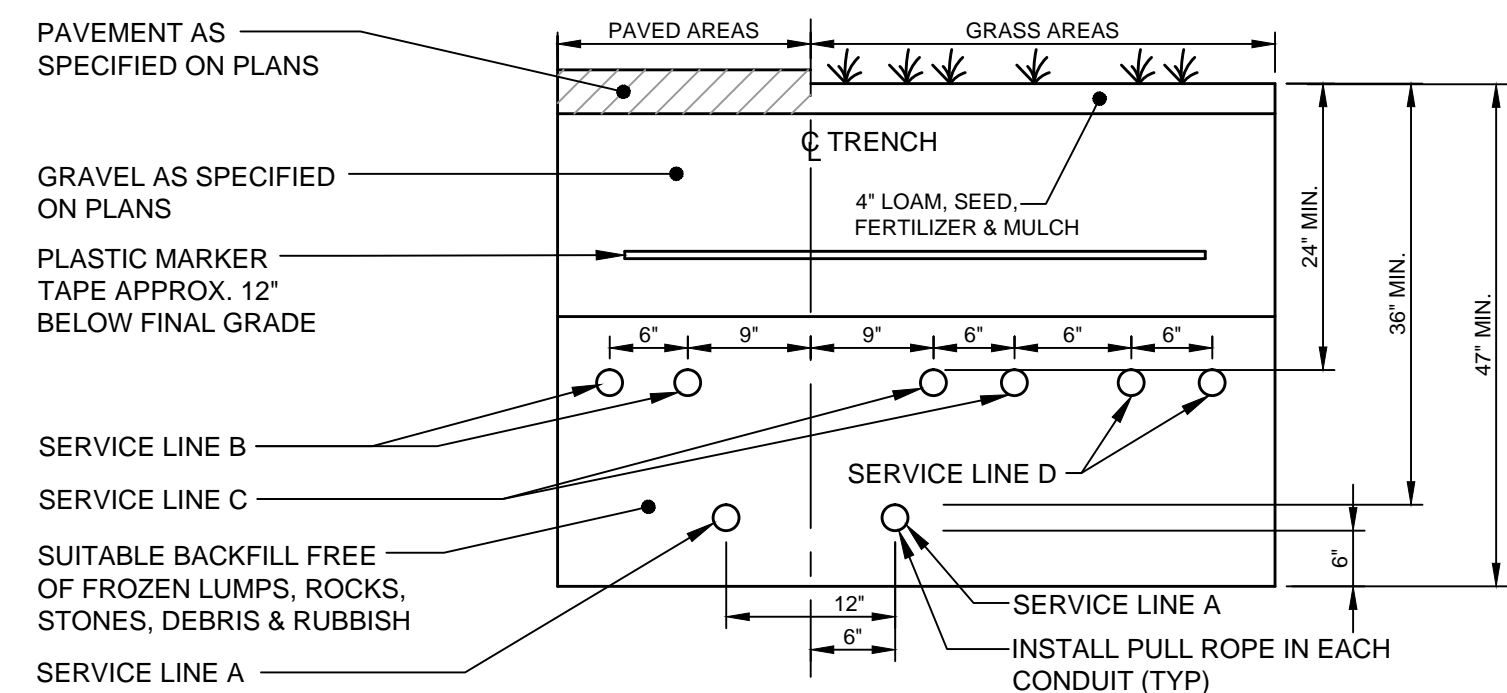 PAVEMENT AS
SPECIFIED ON PLANS
PAVED AREAS
GRASS AREAS
℄ TRENCH
GRAVEL AS SPECIFIED
ON PLANS
4" LOAM, SEED,
FERTILIZER & MULCH
PLASTIC MARKER
TAPE APPROX. 12"
BELOW FINAL GRADE
24" MIN.
36" MIN.
47" MIN.
6"
9"
9"
6"
6"
6"
SERVICE LINE B
SERVICE LINE C
SERVICE LINE D
SUITABLE BACKFILL FREE
OF FROZEN LUMPS, ROCKS,
STONES, DEBRIS & RUBBISH
6"
12"
6"
SERVICE LINE A
SERVICE LINE A
INSTALL PULL ROPE IN EACH
CONDUIT (TYP)